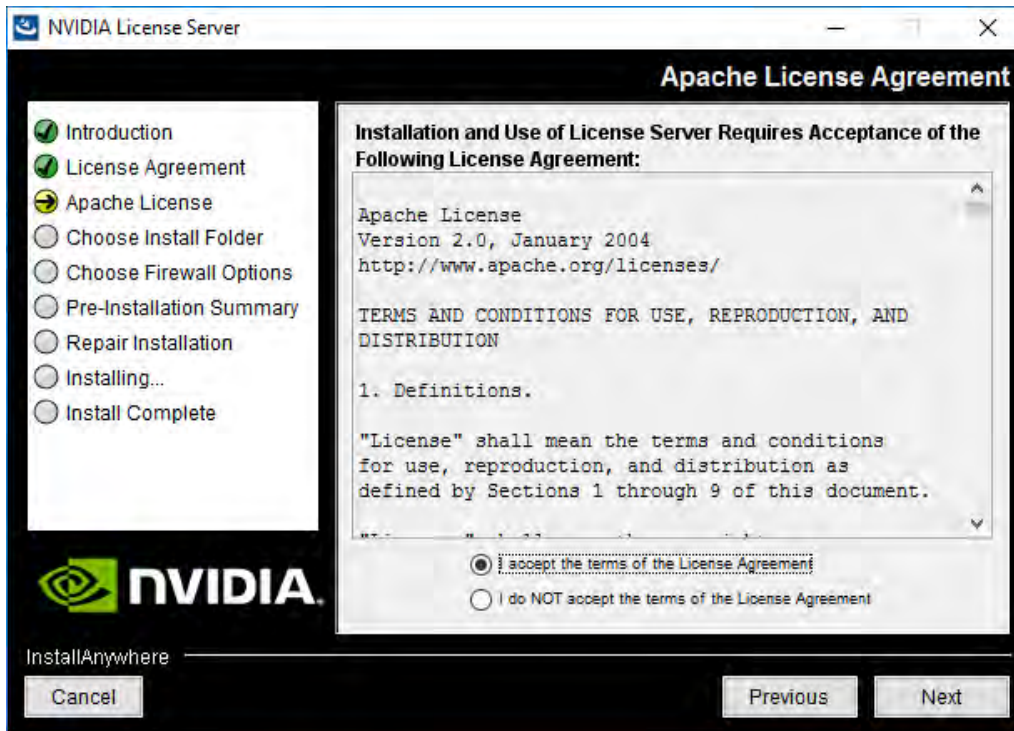 NVIDIA License Server
Apache License Agreement
Introduction
License Agreement
Apache License
Choose Install Folder
Choose Firewall Options
Pre-Installation Summary
Repair Installation
Installing...
Install Complete
Installation and Use of License Server Requires Acceptance of the
Following License Agreement:
Apache License
Version 2.0, January 2004
http://www.apache.org/licenses/
TERMS AND CONDITIONS FOR USE, REPRODUCTION, AND
DISTRIBUTION
1. Definitions.
"License" shall mean the terms and conditions
for use, reproduction, and distribution as
defined by Sections 1 through 9 of this document.
I accept the terms of the License Agreement
I do NOT accept the terms of the License Agreement
NVIDIA.
InstallAnywhere
Cancel
Previous
Next